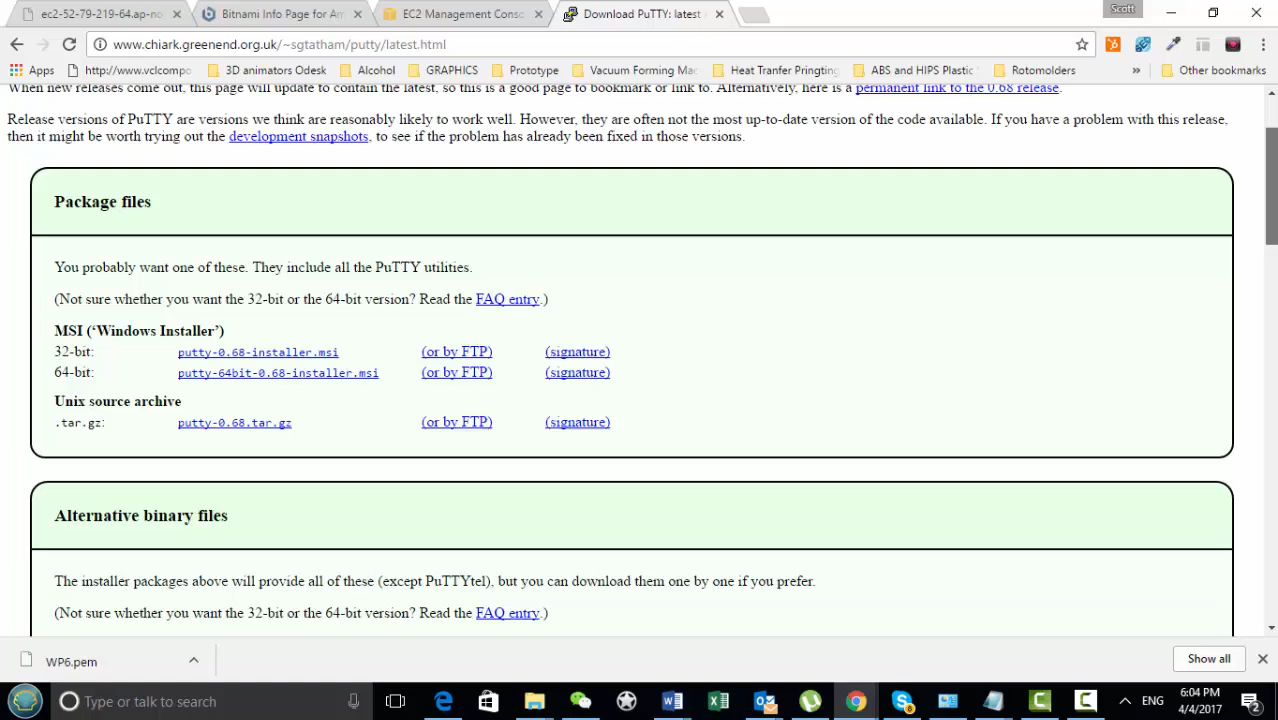 Scott
ec2-52-79-219-64.ap-no
Bitnami Info Page for Am
EC2 Management Conso
Download PuTTY: latest
www.chiark.greenend.org.uk/~sgtatham/putty/latest.html
Apps
http://www.vclcompo
3D animators Odesk
Alcohol
GRAPHICS
Prototype
Vacuum Forming Mac
Heat Tranfer Pringting
ABS and HIPS Plastic
Rotomolders
»
Other bookmarks
When new releases come out, this page will update to contain the latest, so this is a good page to bookmark or link to. Alternatively, here is a permanent link to the 0.68 release.
Release versions of PuTTY are versions we think are reasonably likely to work well. However, they are often not the most up-to-date version of the code available. If you have a problem with this release,
then it might be worth trying out the development snapshots, to see if the problem has already been fixed in those versions.
Package files
You probably want one of these. They include all the PuTTY utilities.
(Not sure whether you want the 32-bit or the 64-bit version? Read the FAQ entry.)
MSI (‘Windows Installer’)
32-bit: putty-0.68-installer.msi (or by FTP) (signature)
64-bit: putty-64bit-0.68-installer.msi (or by FTP) (signature)
Unix source archive
.tar.gz: putty-0.68.tar.gz (or by FTP) (signature)
Alternative binary files
The installer packages above will provide all of these (except PuTTYtel), but you can download them one by one if you prefer.
(Not sure whether you want the 32-bit or the 64-bit version? Read the FAQ entry.)
WP6.pem
Show all
Type or talk to search
ENG
6:04 PM
4/4/2017
2